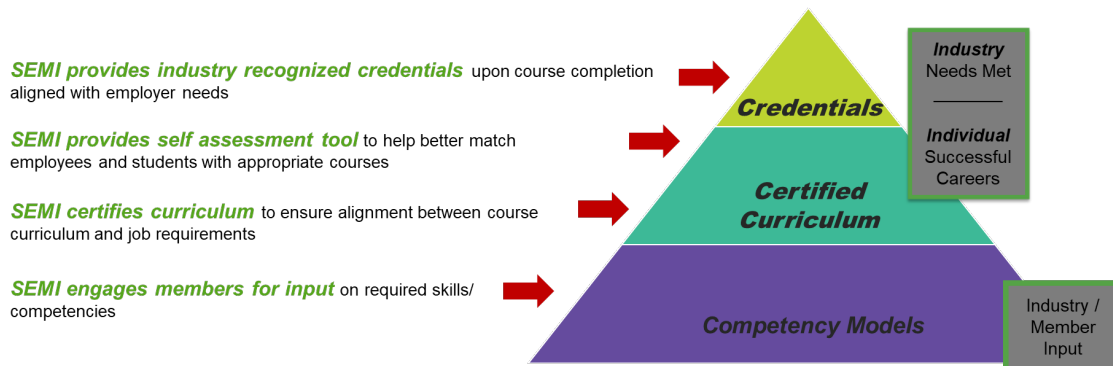 SEMI provides industry recognized credentials upon course completion
aligned with employer needs
SEMI provides self assessment tool to help better match
employees and students with appropriate courses
SEMI certifies curriculum to ensure alignment between course
curriculum and job requirements
SEMI engages members for input on required skills/
competencies
Credentials
Certified
Curriculum
Competency Models
Industry
Needs Met
Individual
Successful
Careers
Industry /
Member
Input